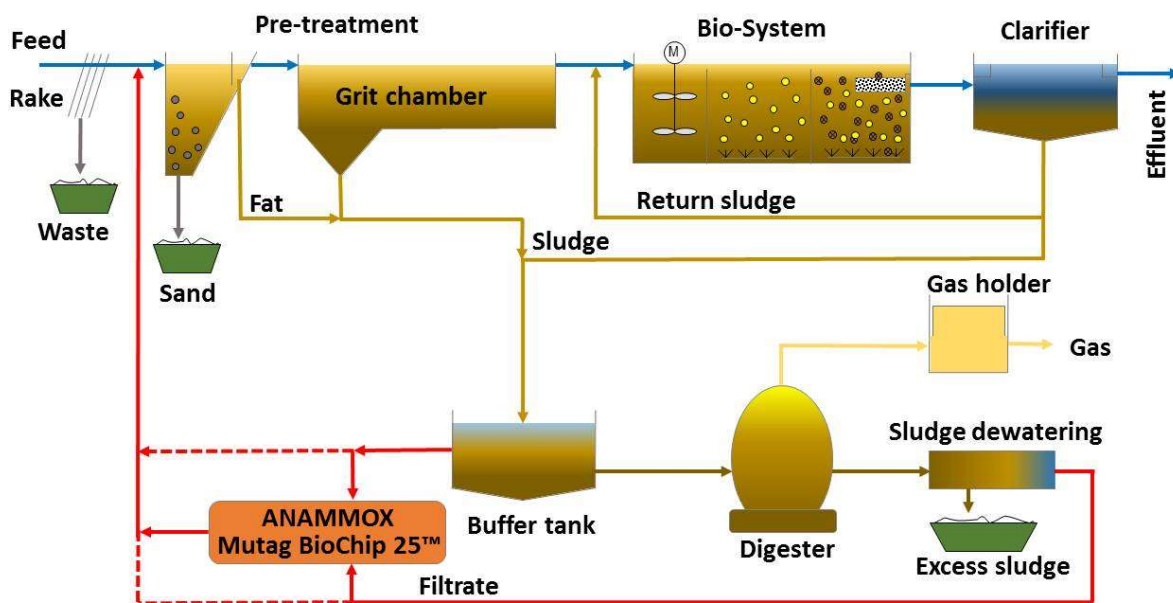 Pre-treatment
Bio-System
Clarifier
Feed
M
Rake
Grit chamber
Effluent
Fat
Return sludge
Waste
Sludge
Sand
Gas holder
Gas
Sludge dewatering
ANAMMOX
Mutag BioChip 25™
Buffer tank
Digester
Excess sludge
Filtrate